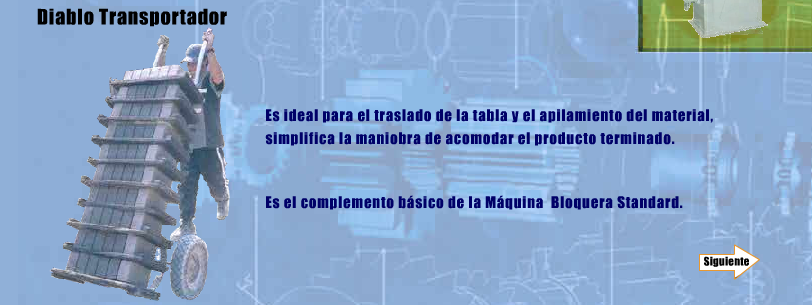 Diablo Transportador
Es ideal para el traslado de la tabla y el apilamiento del material,
simplifica la maniobra de acomodar el producto terminado.
Es el complemento básico de la Máquina Bloquera Standard.
Siguiente